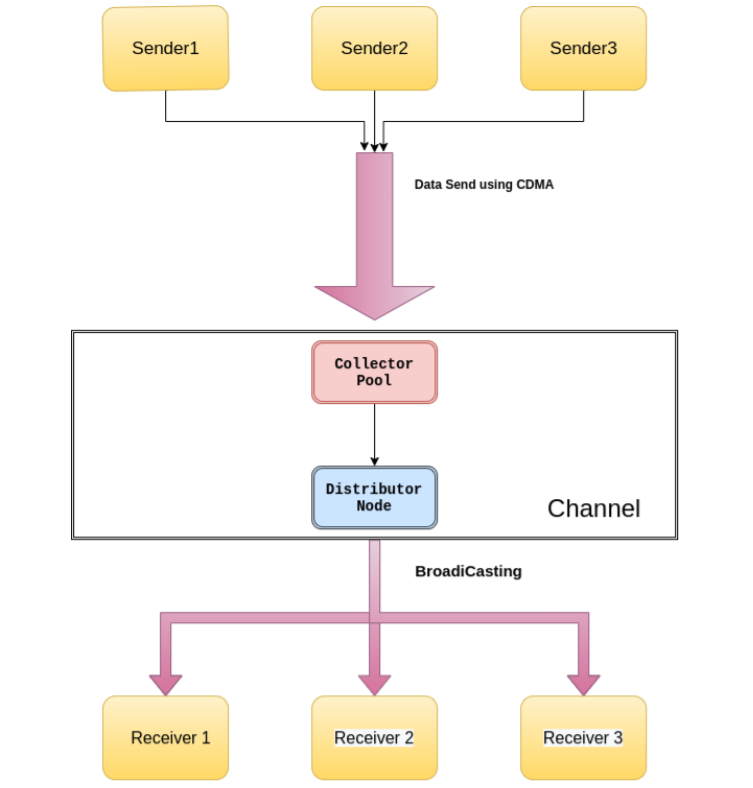 Sender1
Sender2
Sender3
Data Send using CDMA
Collector
Pool
Distributor
Node
Channel
BroadiCasting
Receiver 1
Receiver 2
Receiver 3